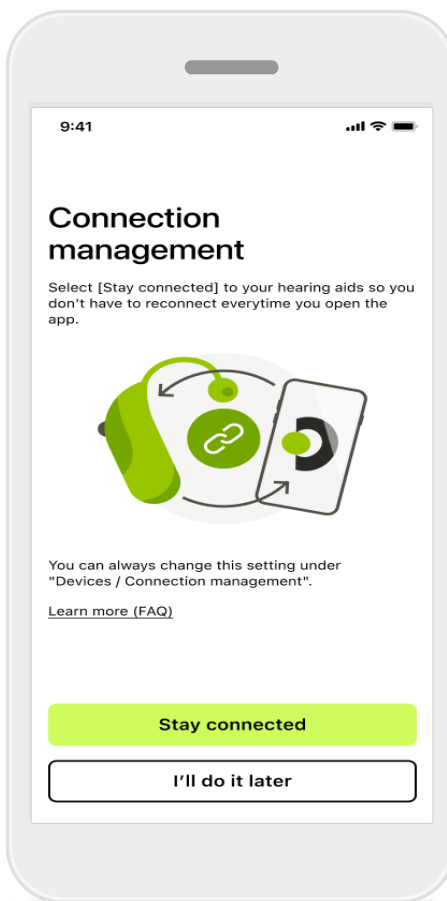 9:41
Connection
management
Select [Stay connected] to your hearing aids so you
don't have to reconnect everytime you open the
app.
You can always change this setting under
"Devices / Connection management".
Learn more (FAQ)
Stay connected
I'll do it later